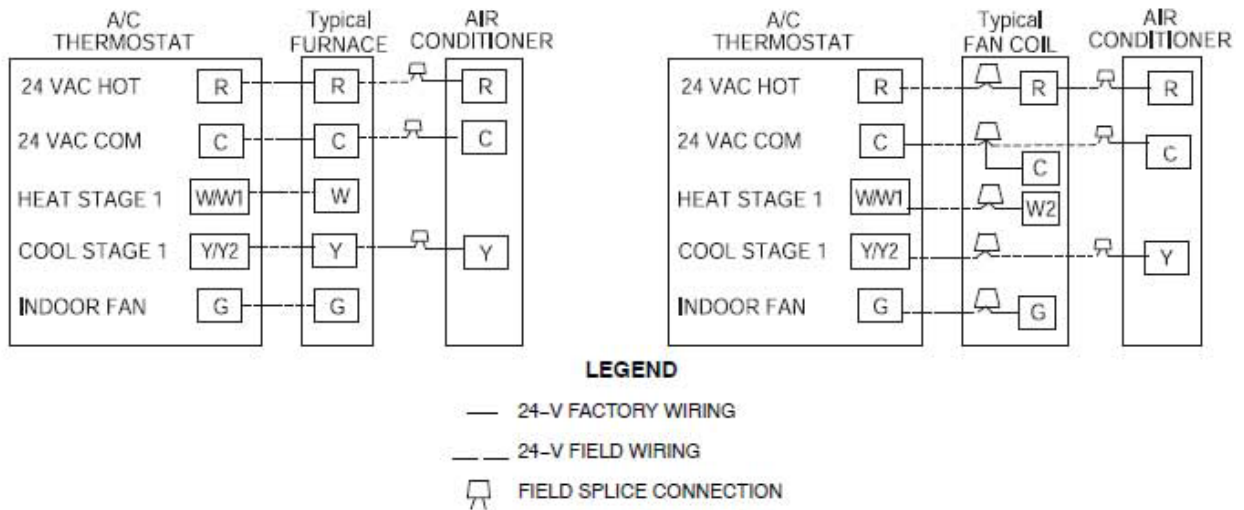 A/C
THERMOSTAT
Typical
FURNACE
AIR
CONDITIONER
24 VAC HOT R R R
24 VAC COM C C C
HEAT STAGE 1 W/W1 W
COOL STAGE 1 Y/Y2 Y Y
INDOOR FAN G G
A/C
THERMOSTAT
Typical
FAN COIL
AIR
CONDITIONER
24 VAC HOT R R R
24 VAC COM C C C
HEAT STAGE 1 W/W1 W2
COOL STAGE 1 Y/Y2 Y
INDOOR FAN G G
LEGEND
24-V FACTORY WIRING
24-V FIELD WIRING
FIELD SPLICE CONNECTION